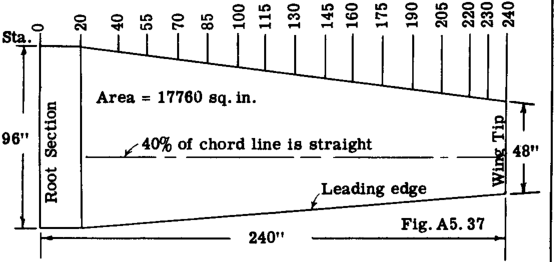 Sta. 0 20 40 55 70 85 100 115 130 145 160 175 190 205 220 230 240
Area = 17760 sq. in.
Root Section
96"
40% of chord line is straight
Wing Tip
48"
Leading edge
Fig. A5.37
240"